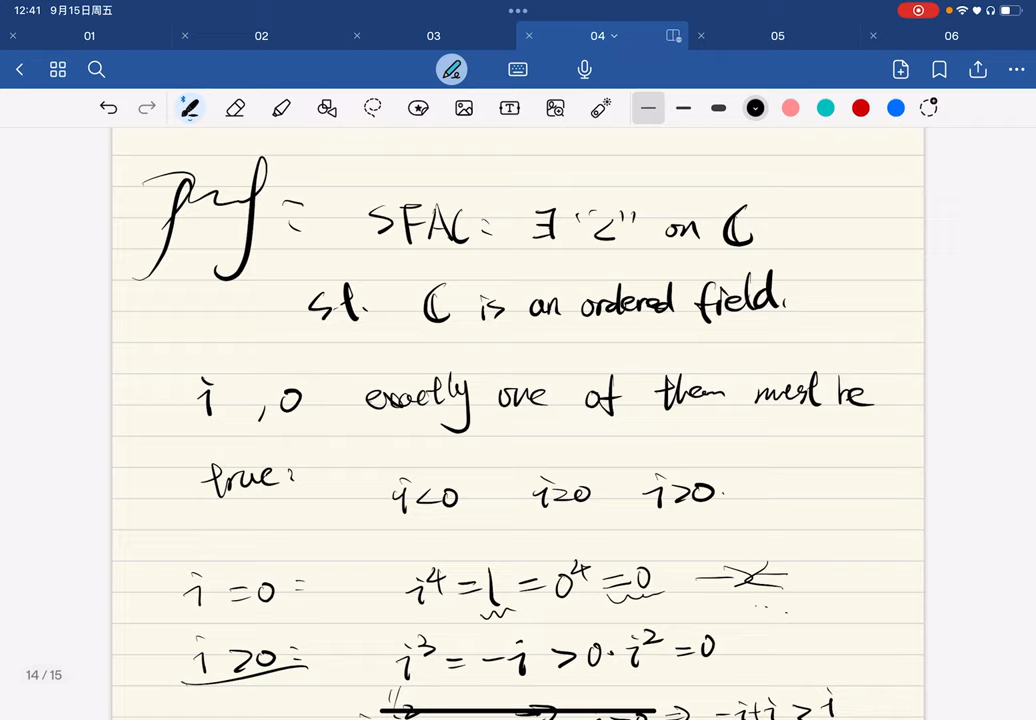 12:41 9月15日周五
01 02 03 04 05 06
T
prf: SFAC: ∃ "<" on ℂ
st. ℂ is an ordered field.
i , 0 exactly one of them must be
true: i<0 i=0 i>0.
i=0: i⁴=1=0⁴=0
i>0: i³=-i>0·i²=0
14/15
-i+i>i